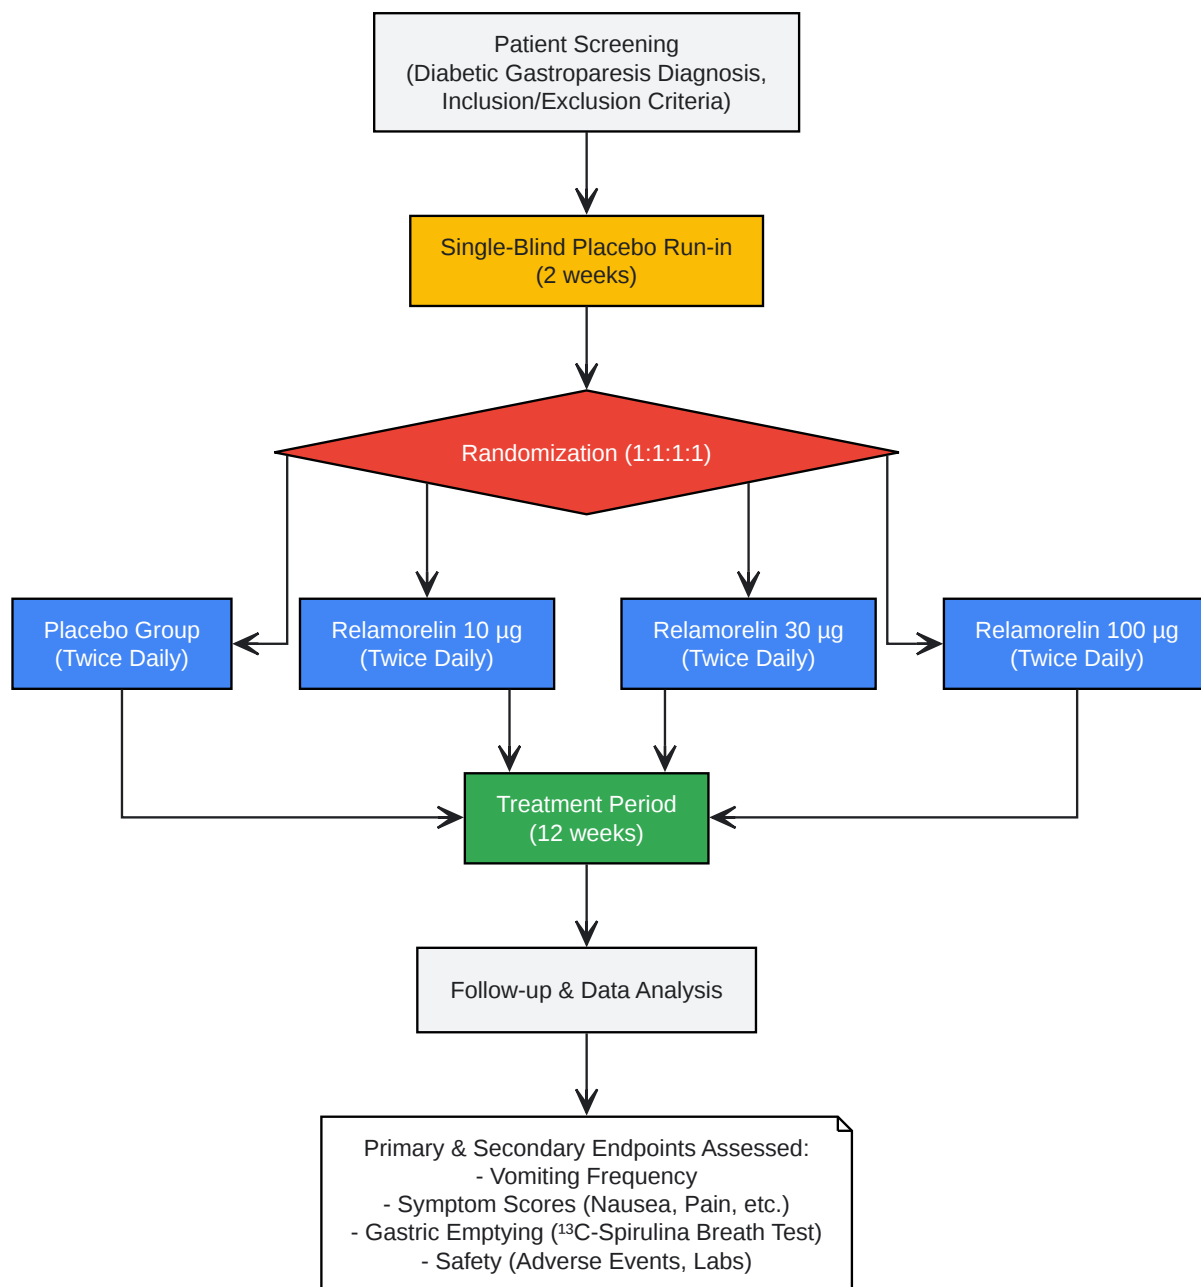 Patient Screening
(Diabetic Gastroparesis Diagnosis,
Inclusion/Exclusion Criteria)
Single-Blind Placebo Run-in
(2 weeks)
Randomization (1:1:1:1)
Placebo Group
(Twice Daily)
Relamorelin 10 µg
(Twice Daily)
Relamorelin 30 µg
(Twice Daily)
Relamorelin 100 µg
(Twice Daily)
Treatment Period
(12 weeks)
Follow-up & Data Analysis
Primary & Secondary Endpoints Assessed:
- Vomiting Frequency
- Symptom Scores (Nausea, Pain, etc.)
- Gastric Emptying (¹³C-Spirulina Breath Test)
- Safety (Adverse Events, Labs)